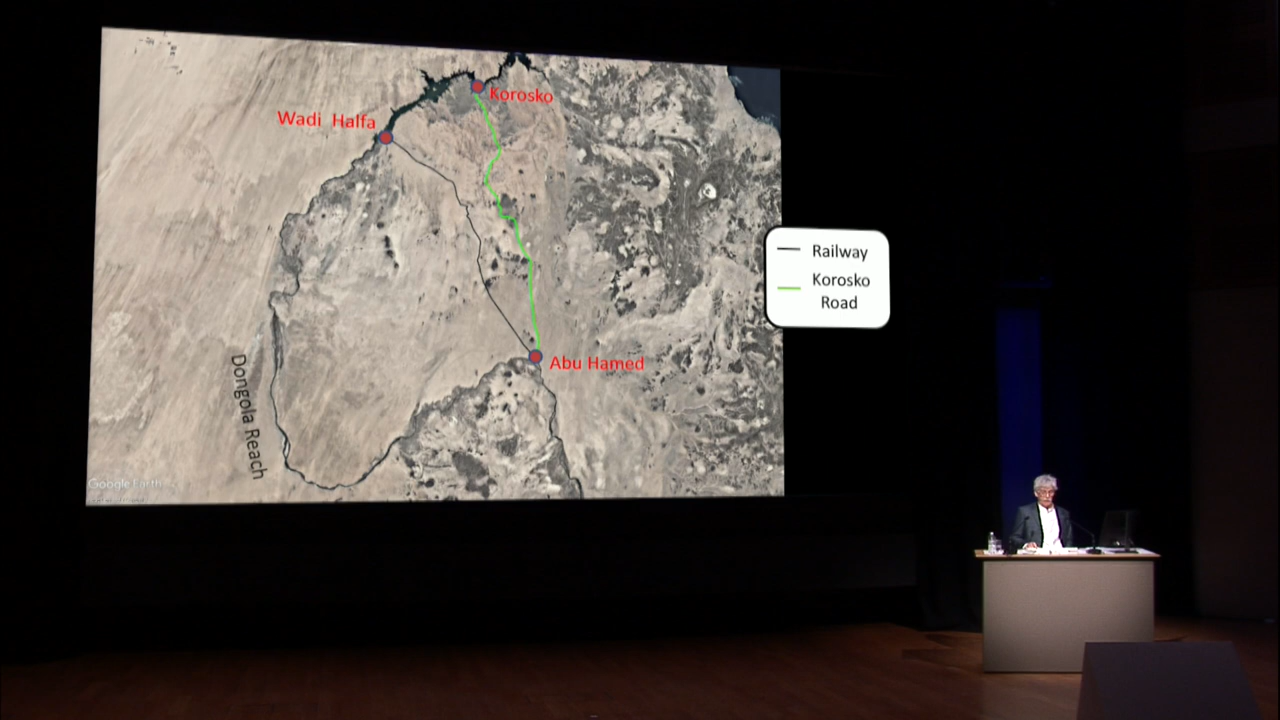 Korosko
Wadi Halfa
Railway
Korosko
Road
Abu Hamed
Dongola Reach
Google Earth